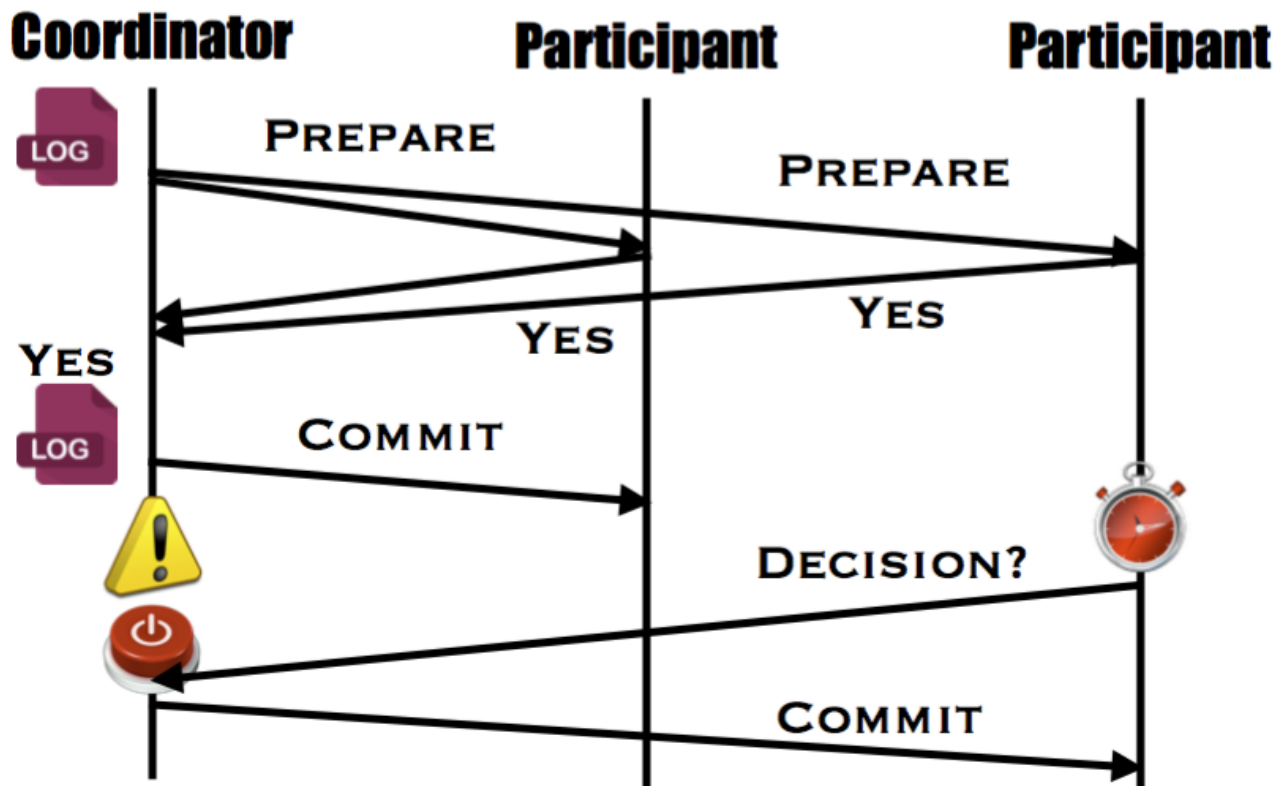 Coordinator
Participant
Participant
LOG
PREPARE
PREPARE
YES
YES
YES
LOG
COMMIT
DECISION?
COMMIT